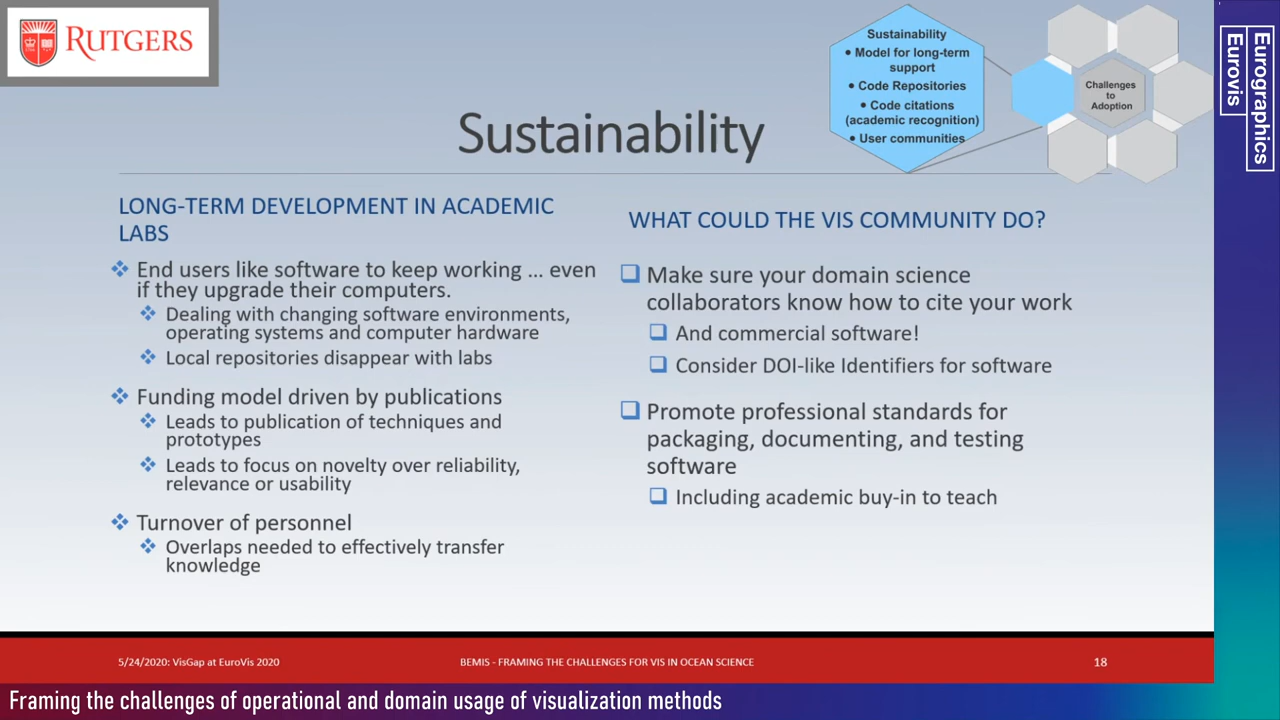 RUTGERS
Sustainability
• Model for long-term
support
• Code Repositories
• Code citations
(academic recognition)
• User communities
Challenges
to
Adoption
Eurographics
Eurovis
Sustainability
LONG-TERM DEVELOPMENT IN ACADEMIC
LABS
❖ End users like software to keep working ... even
if they upgrade their computers.
❖ Dealing with changing software environments,
operating systems and computer hardware
❖ Local repositories disappear with labs
❖ Funding model driven by publications
❖ Leads to publication of techniques and
prototypes
❖ Leads to focus on novelty over reliability,
relevance or usability
❖ Turnover of personnel
❖ Overlaps needed to effectively transfer
knowledge
WHAT COULD THE VIS COMMUNITY DO?
❑ Make sure your domain science
collaborators know how to cite your work
❑ And commercial software!
❑ Consider DOI-like Identifiers for software
❑ Promote professional standards for
packaging, documenting, and testing
software
❑ Including academic buy-in to teach
5/24/2020: VisGap at EuroVis 2020
BEMIS - FRAMING THE CHALLENGES FOR VIS IN OCEAN SCIENCE
18
Framing the challenges of operational and domain usage of visualization methods